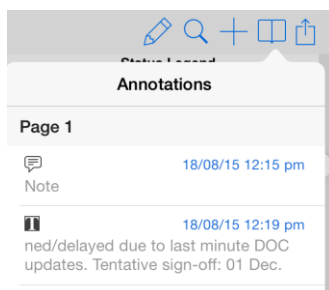 Status Legend
Annotations
Page 1
18/08/15 12:15 pm
Note
T 18/08/15 12:19 pm
ned/delayed due to last minute DOC
updates. Tentative sign-off: 01 Dec.